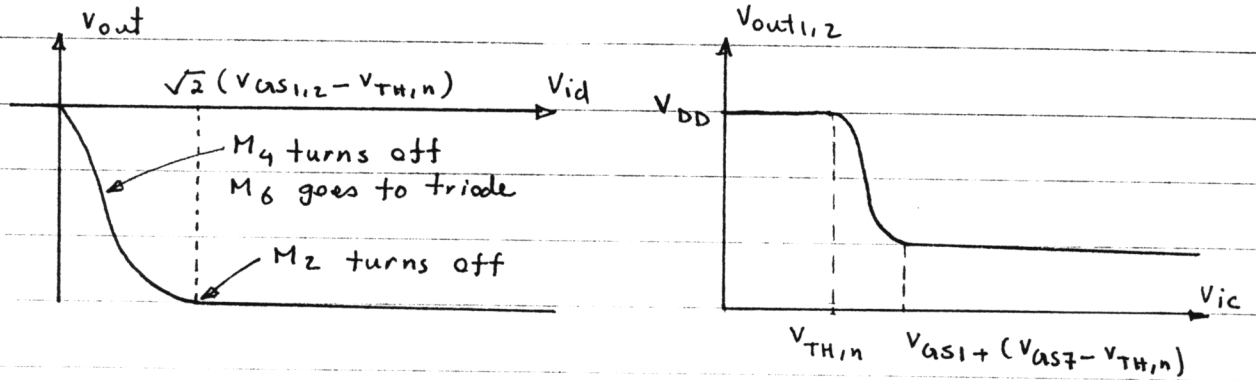 Vout
√2 (VGS1,2 − VTH,n)
Vid
M4 turns off
M6 goes to triode
M2 turns off
Vout1,2
VDD
Vic
VTH,n
VGS1 + (VGS7 − VTH,n)